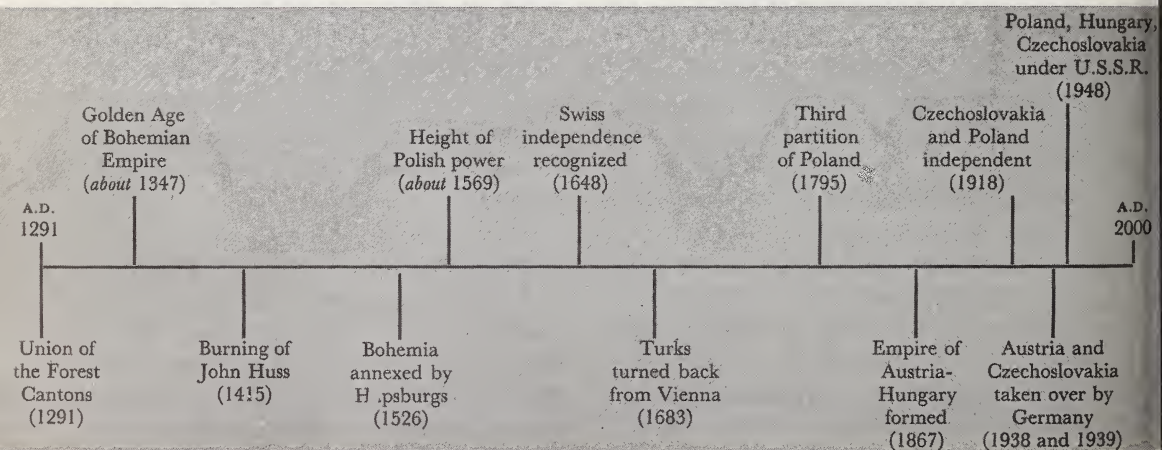 Poland, Hungary,
Czechoslovakia
under U.S.S.R.
(1948)
Golden Age
of Bohemian
Empire
(about 1347)
Height of
Polish power
(about 1569)
Swiss
independence
recognized
(1648)
Third
partition
of Poland
(1795)
Czechoslovakia
and Poland
independent
(1918)
A.D.
1291
A.D.
2000
Union of
the Forest
Cantons
(1291)
Burning of
John Huss
(1415)
Bohemia
annexed by
H .psburgs
(1526)
Turks
turned back
from Vienna
(1683)
Empire of
Austria-
Hungary
formed
(1867)
Austria and
Czechoslovakia
taken over by
Germany
(1938 and 1939)